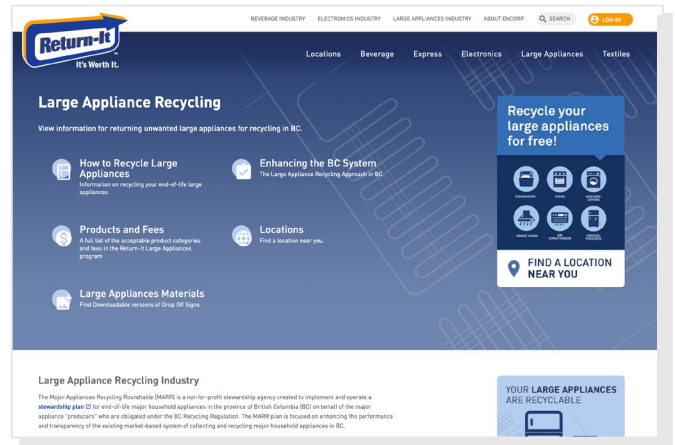 BEVERAGE INDUSTRY ELECTRONICS INDUSTRY LARGE APPLIANCES INDUSTRY ABOUT ENCORP SEARCH LOG-IN
Return-It
It's Worth It.
Locations Beverage Express Electronics Large Appliances Textiles
Large Appliance Recycling
View information for returning unwanted large appliances for recycling in BC.
How to Recycle Large
Appliances
Information on recycling your end-of-life large
appliances
Enhancing the BC System
The Large Appliance Recycling Approach in BC
Products and Fees
A full list of the acceptable product categories
and fees in the Return-It Large Appliances
program
Locations
Find a location near you.
Large Appliances Materials
Find Downloadable versions of Drop Off Signs
Recycle your
large appliances
for free!
DISHWASHER OVENS WASHERS/
DRYERS
RANGE HOODS AIR
CONDITIONERS FRIDGES/
FREEZERS
FIND A LOCATION
NEAR YOU
Large Appliance Recycling Industry
The Major Appliances Recycling Roundtable (MARR) is a not-for-profit stewardship agency created to implement and operate a
stewardship plan for end-of-life major household appliances in the province of British Columbia (BC) on behalf of the major
appliance "producers" who are obligated under the BC Recycling Regulation. The MARR plan is focused on enhancing the performance
and transparency of the existing market-based system of collecting and recycling major household appliances in BC.
YOUR LARGE APPLIANCES
ARE RECYCLABLE